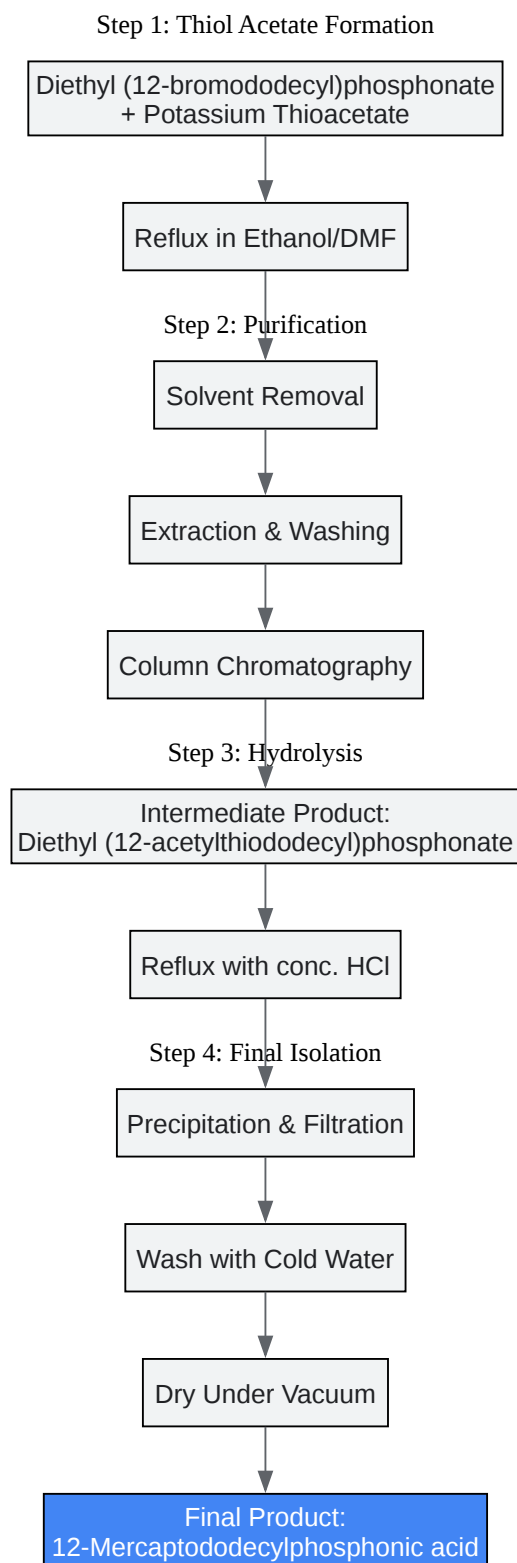 Step 1: Thiol Acetate Formation
Diethyl (12-bromododecyl)phosphonate
+ Potassium Thioacetate
Reflux in Ethanol/DMF
Step 2: Purification
Solvent Removal
Extraction & Washing
Column Chromatography
Step 3: Hydrolysis
Intermediate Product:
Diethyl (12-acetylthiododecyl)phosphonate
Reflux with conc. HCl
Step 4: Final Isolation
Precipitation & Filtration
Wash with Cold Water
Dry Under Vacuum
Final Product:
12-Mercaptododecylphosphonic acid